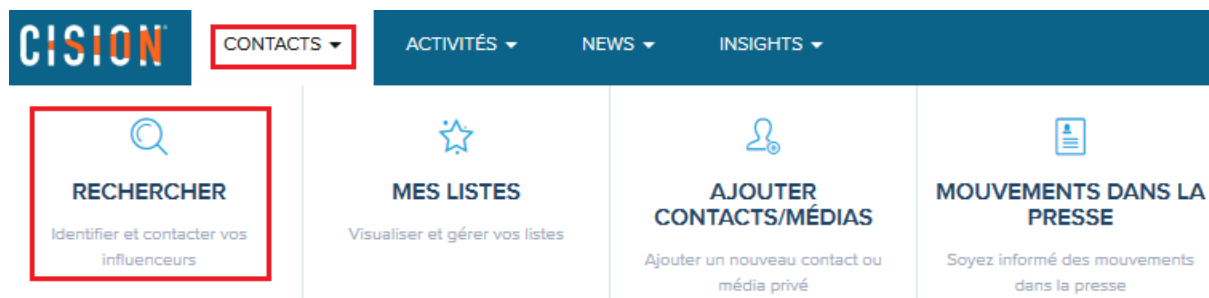 CISION CONTACTS ACTIVITÉS NEWS INSIGHTS
RECHERCHER
Identifier et contacter vos
influenceurs
MES LISTES
Visualiser et gérer vos listes
AJOUTER
CONTACTS/MÉDIAS
Ajouter un nouveau contact ou
média privé
MOUVEMENTS DANS LA
PRESSE
Soyez informé des mouvements
dans la presse